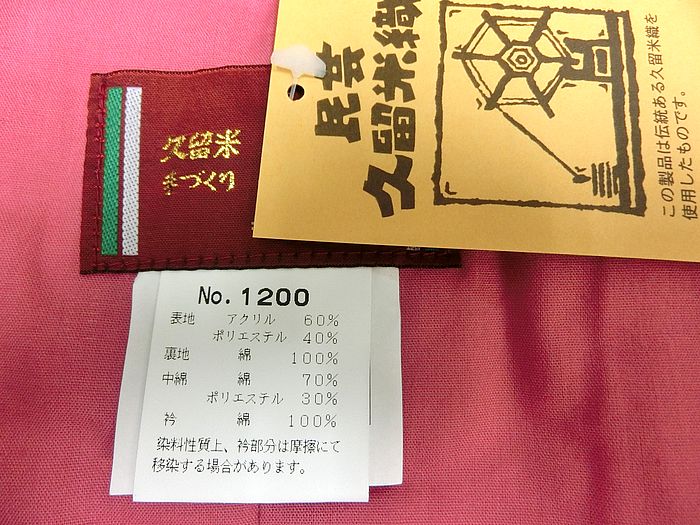 民芸
久留米織
この製品は伝統ある久留米織を
使用したものです。
久留米
手づくり
No. 1200
表地 アクリル 60%
ポリエステル 40%
裏地 綿 100%
中綿 綿 70%
ポリエステル 30%
衿 綿 100%
染料性質上、衿部分は摩擦にて
移染する場合があります。